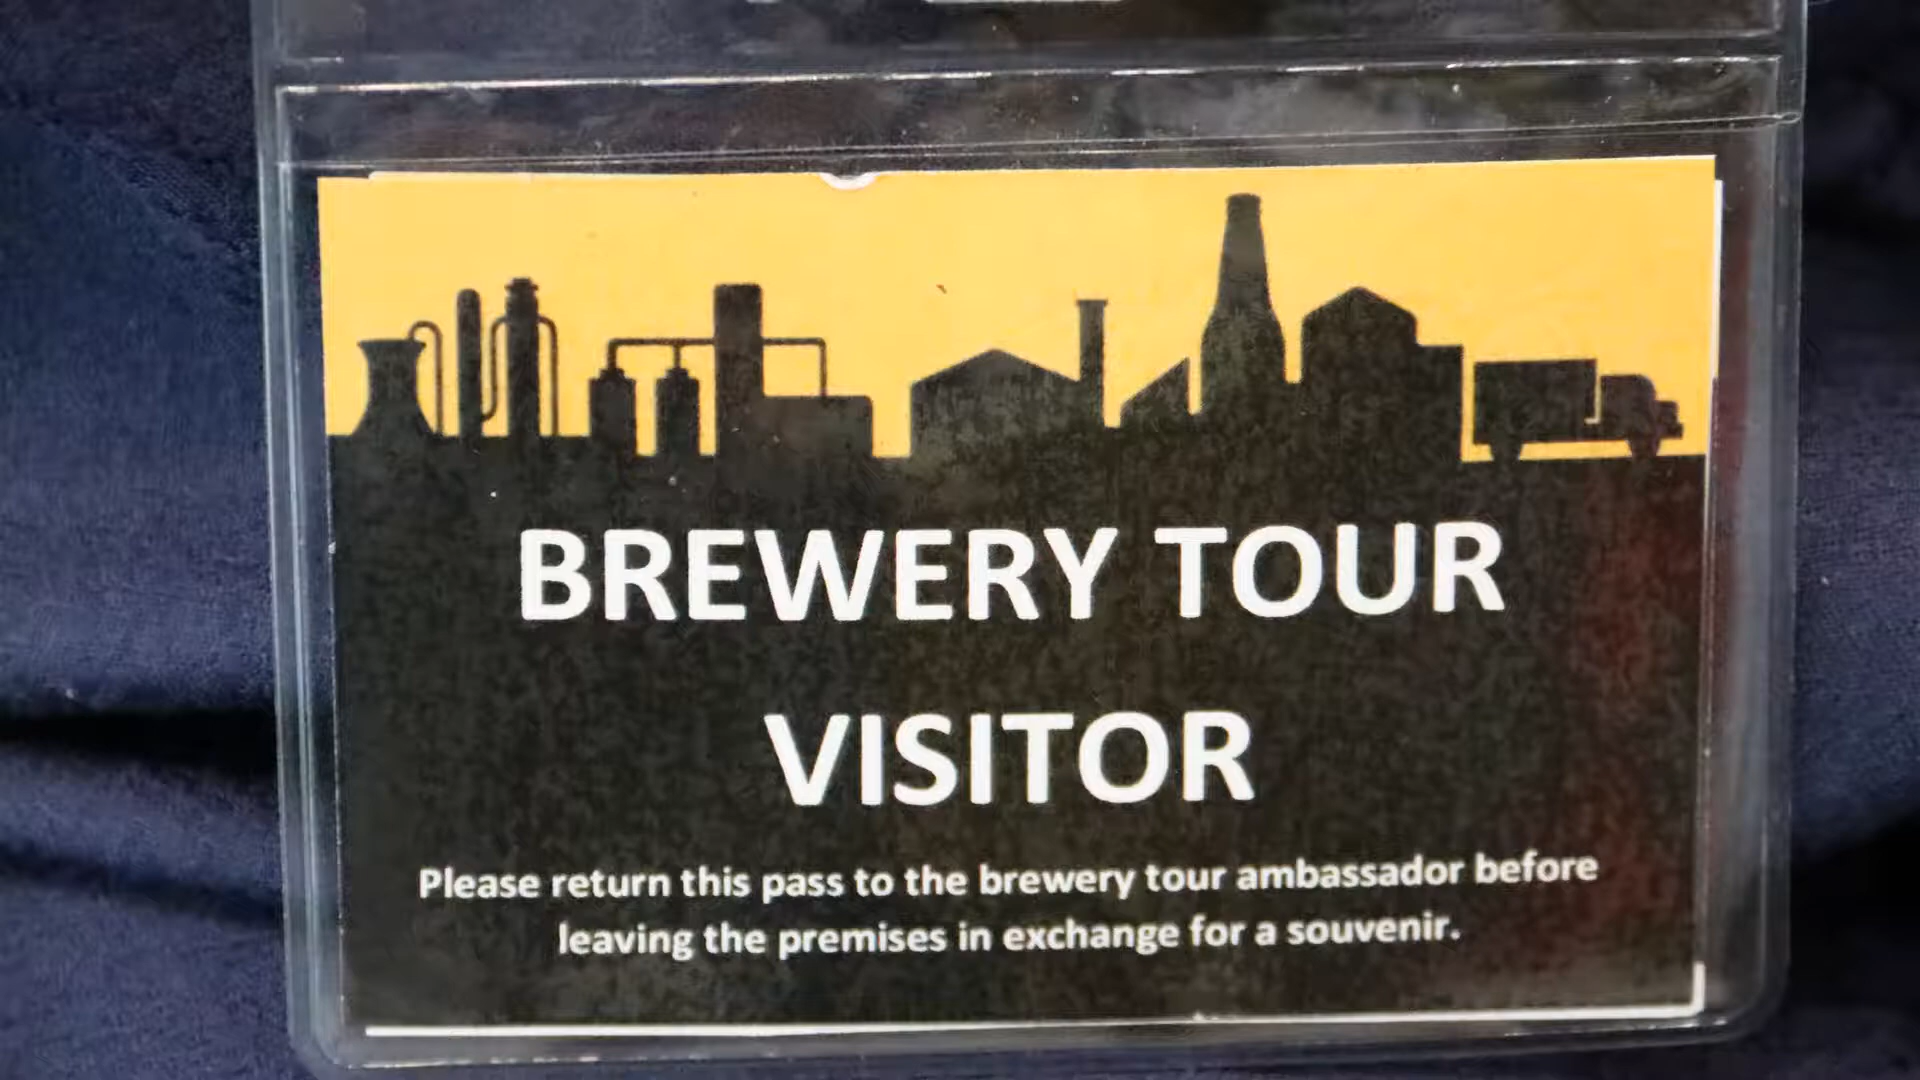 BREWERY TOUR
VISITOR
Please return this pass to the brewery tour ambassador before
leaving the premises in exchange for a souvenir.